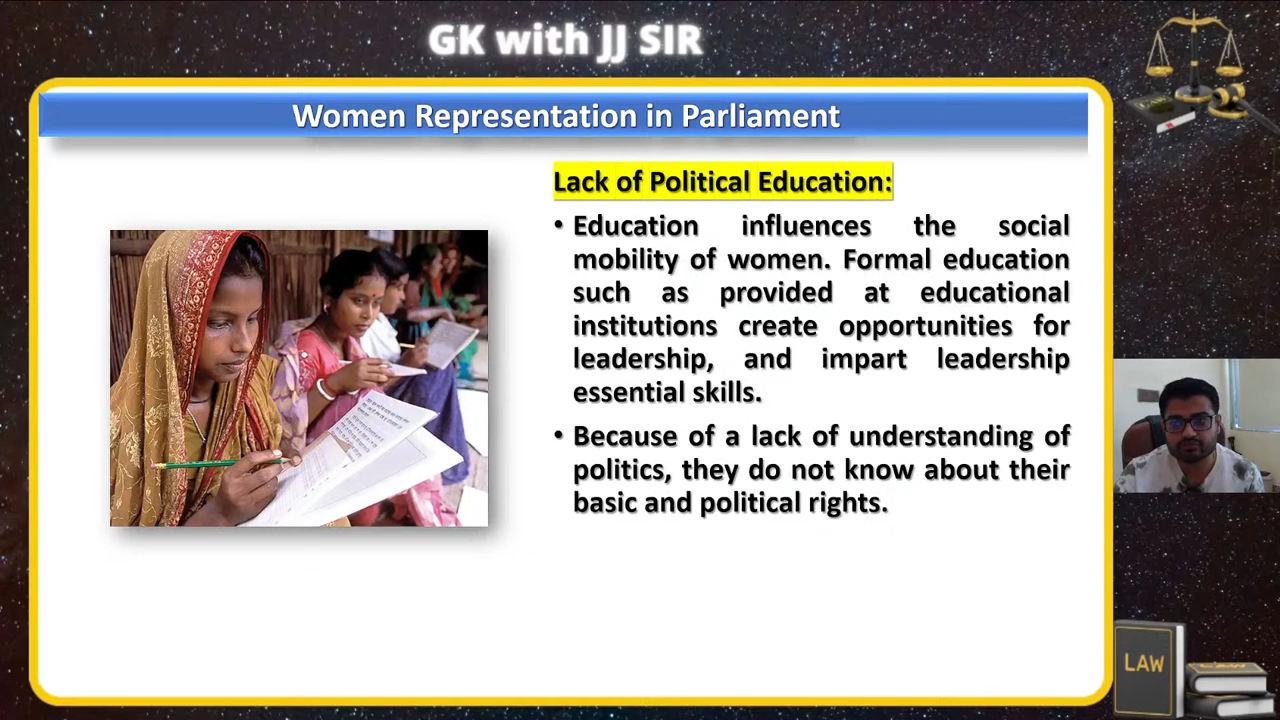 GK with JJ SIR
Women Representation in Parliament
Lack of Political Education:
• Education influences the social
mobility of women. Formal education
such as provided at educational
institutions create opportunities for
leadership, and impart leadership
essential skills.
• Because of a lack of understanding of
politics, they do not know about their
basic and political rights.
LAW